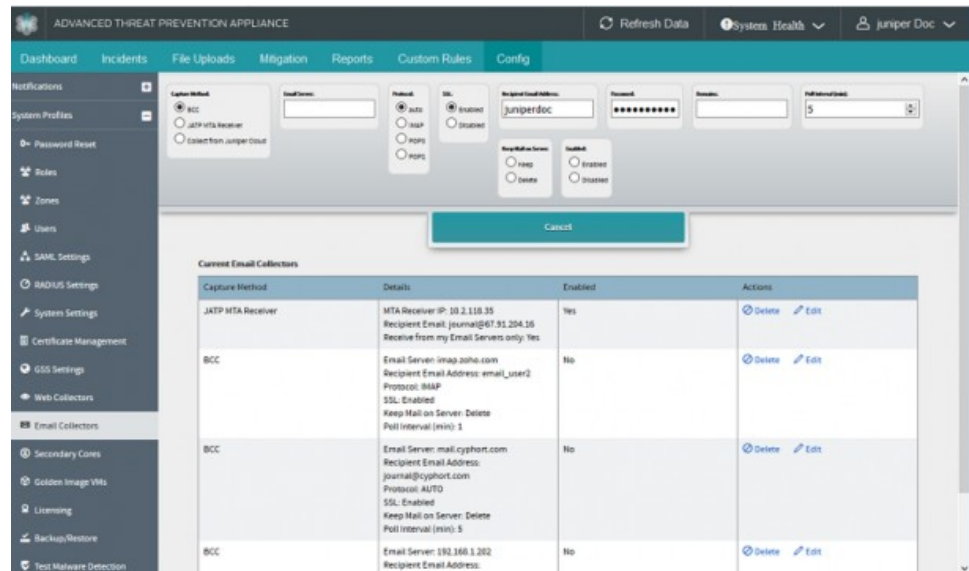 ADVANCED THREAT PREVENTION APPLIANCE
Refresh Data
System Health
juniper Doc
Dashboard Incidents File Uploads Mitigation Reports Custom Rules Config
Notifications
System Profiles
Password Reset
Roles
Zones
Users
SAML Settings
RADIUS Settings
System Settings
Certificate Management
GSS Settings
Web Collectors
Email Collectors
Secondary Cores
Golden Image VMs
Licensing
Backup/Restore
Test Malware Detection
Capture Method:
BCC
JATP MTA Receiver
Collect from Juniper Cloud
Email Server:
Protocol:
AUTO
IMAP
POP3
SSL:
Enabled
Disabled
Recipient Email Address:
juniperdoc
Password:
••••••••••
Domains:
Poll Interval (min):
5
Keep Mail on Server:
Keep
Delete
Enabled:
Enabled
Disabled
Cancel
Current Email Collectors
Capture Method Details Enabled Actions
JATP MTA Receiver
MTA Receiver IP: 10.2.118.35
Recipient Email: journal@67.91.204.16
Receive from my Email Servers only: Yes
Yes
Delete Edit
BCC
Email Server: imap.zoho.com
Recipient Email Address: email_user2
Protocol: IMAP
SSL: Enabled
Keep Mail on Server: Delete
Poll Interval (min): 1
No
Delete Edit
BCC
Email Server: mail.cyphort.com
Recipient Email Address:
journal@cyphort.com
Protocol: AUTO
SSL: Enabled
Keep Mail on Server: Delete
Poll Interval (min): 5
No
Delete Edit
BCC
Email Server: 192.168.1.202
Recipient Email Address:
No
Delete Edit